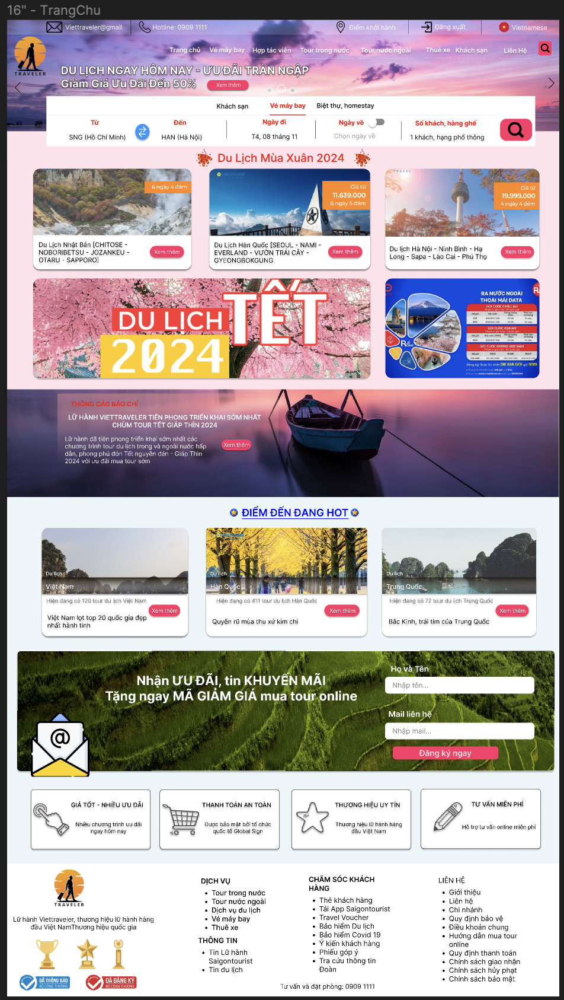 16" - TrangChu
Viettraveler@gmail
Hotline: 0909 1111
Điểm khởi hành
Đăng xuất
Vietnamese
TRAVELER
Trang chủ
Vé máy bay
Hợp tác viên
Tour trong nước
Tour nước ngoài
Thuê xe
Khách sạn
Liên Hệ
DU LỊCH NGAY HÔM NAY - ƯU ĐÃI TRÀN NGẬP
Giảm Giá Ưu Đãi Đến 50%
Xem thêm
Khách sạn
Vé máy bay
Biệt thự, homestay
Từ
Đến
Ngày đi
Ngày về
Số khách, hàng ghế
SNG (Hồ Chí Minh)
HAN (Hà Nội)
T4, 08 tháng 11
Chọn ngày về
1 khách, hạng phổ thông
Du Lịch Mùa Xuân 2024
6 ngày 4 đêm
Giá từ
11.639.000
6 ngày 5 đêm
TRAVEL
Giá từ
19.999.000
4 ngày 4 đêm
Du Lịch Nhật Bản [CHITOSE -
NOBORIBETSU - JOZANKEU -
OTARU - SAPPORO]
Xem thêm
Du Lịch Hàn Quốc [SEOUL - NAMI -
EVERLAND - VƯỜN TRÁI CÂY -
GYEONGBOKGUNG
Xem thêm
Du lịch Hà Nội - Ninh Bình - Hạ
Long - Sapa - Lào Cai - Phú Thọ
Xem thêm
DU LỊCH
TẾT
2024
RA NƯỚC NGOÀI
THOẢI MÁI DATA
GÓI CƯỚC CHÂU ÂU
GÓI CƯỚC ASEAN
GÓI CƯỚC KHÔNG GIỚI HẠN
THÔNG CÁO BÁO CHÍ
LỮ HÀNH VIETTRAVELER TIÊN PHONG TRIỂN KHAI SỚM NHẤT
CHÙM TOUR TẾT GIÁP THÌN 2024
Lữ hành đã tiên phong triển khai sớm nhất các
chương trình tour du lịch trong và ngoài nước hấp
dẫn, phong phú đón Tết nguyên đán - Giáp Thìn
2024 với ưu đãi mua tour sớm
Xem thêm
ĐIỂM ĐẾN ĐANG HOT
Du lịch
Việt Nam
Hiện đang có 120 tour du lịch Việt Nam
Xem thêm
Việt Nam lọt top 20 quốc gia đẹp
nhất hành tinh
Du lịch
Hàn Quốc
Hiện đang có 411 tour du lịch Hàn Quốc
Xem thêm
Quyến rũ mùa thu xứ kim chi
Du lịch
Trung Quốc
Hiện đang có 72 tour du lịch Trung Quốc
Xem thêm
Bắc Kinh, trái tim của Trung Quốc
Nhận ƯU ĐÃI, tin KHUYẾN MÃI
Tặng ngay MÃ GIẢM GIÁ mua tour online
Họ và Tên
Nhập tên...
Mail liên hệ
Nhập mail...
Đăng ký ngay
GIÁ TỐT - NHIỀU ƯU ĐÃI
Nhiều chương trình ưu đãi
ngay hôm nay
THANH TOÁN AN TOÀN
Được bảo mật bởi tổ chức
quốc tế Global Sign
THƯƠNG HIỆU UY TÍN
Thương hiệu lữ hành hàng
đầu Việt Nam
TƯ VẤN MIỄN PHÍ
Hỗ trợ tư vấn online miễn phí
TRAVELER
Lữ hành Viettraveler, thương hiệu lữ hành hàng
đầu Việt NamThương hiệu quốc gia
ĐÃ THÔNG BÁO
BỘ CÔNG THƯƠNG
ĐÃ ĐĂNG KÝ
BỘ CÔNG THƯƠNG
DỊCH VỤ
Tour trong nước
Tour nước ngoài
Dịch vụ du lịch
Vé máy bay
Thuê xe
THÔNG TIN
Tin Lữ hành
Saigontourist
Tin du lịch
CHĂM SÓC KHÁCH
HÀNG
Thẻ khách hàng
Tải App Saigontourist
Travel Voucher
Bảo hiểm Du lịch
Bảo hiểm Covid 19
Ý kiến khách hàng
Phiếu góp ý
Tra cứu thông tin
Đoàn
LIÊN HỆ
Giới thiệu
Liên hệ
Chi nhánh
Quy định bảo vệ
Điều khoản chung
Hướng dẫn mua tour
online
Quy định thanh toán
Chính sách giao nhận
Chính sách hủy phạt
Chính sách bảo mật
Tư vấn và đặt phòng: 0909 1111